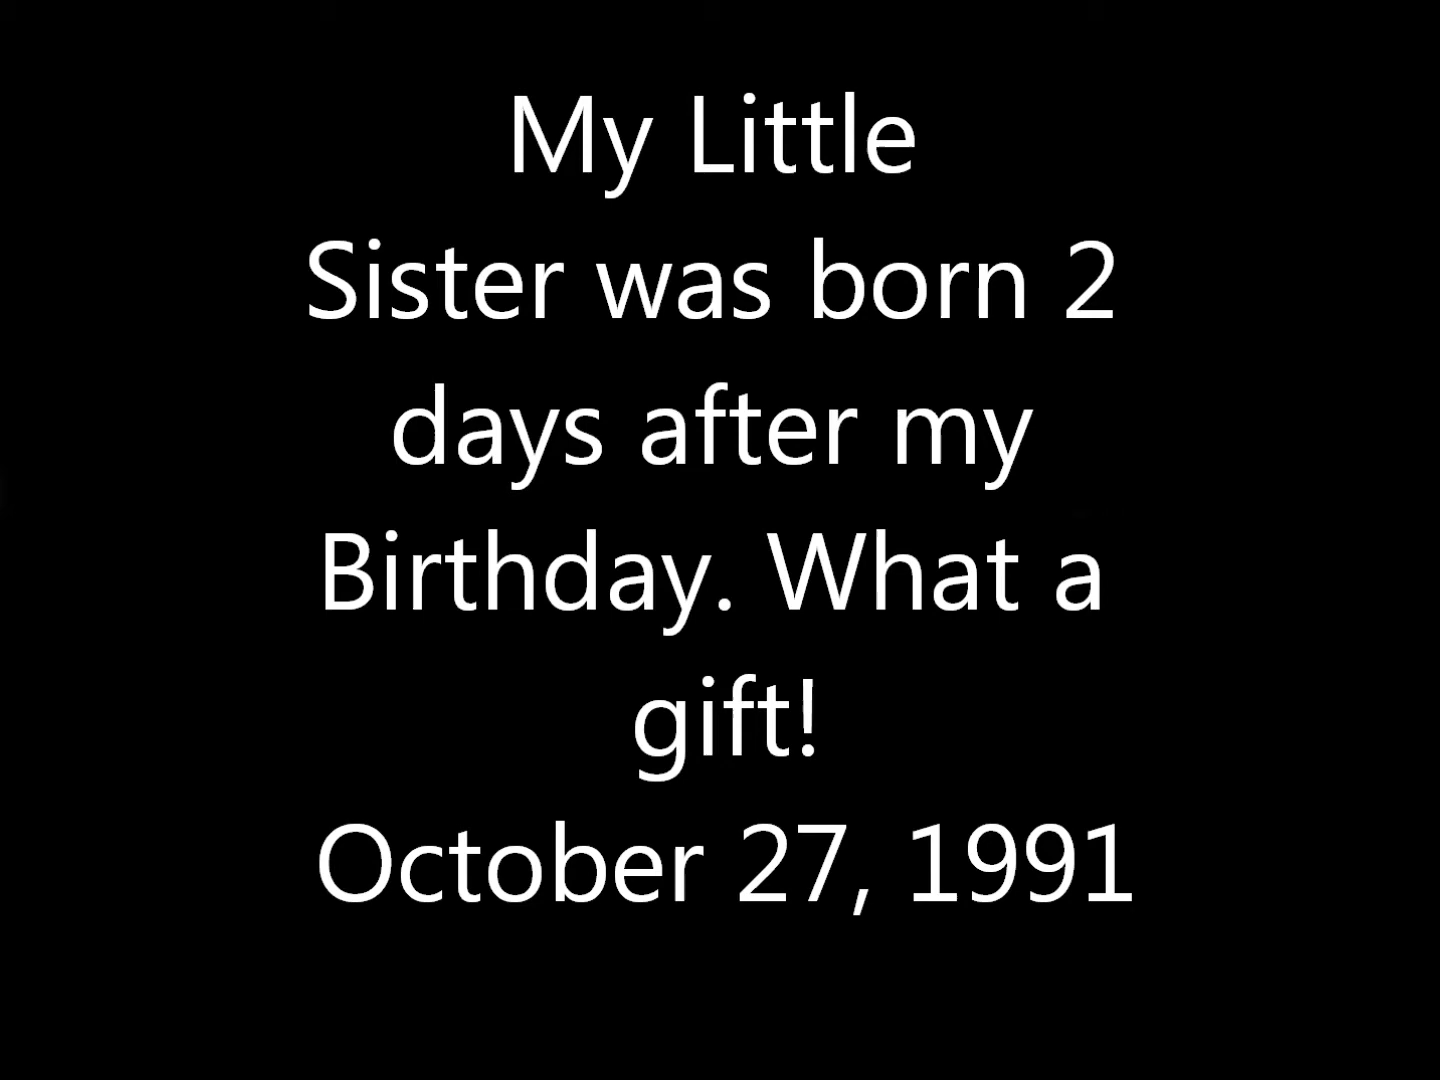 My Little
Sister was born 2
days after my
Birthday. What a
gift!
October 27, 1991